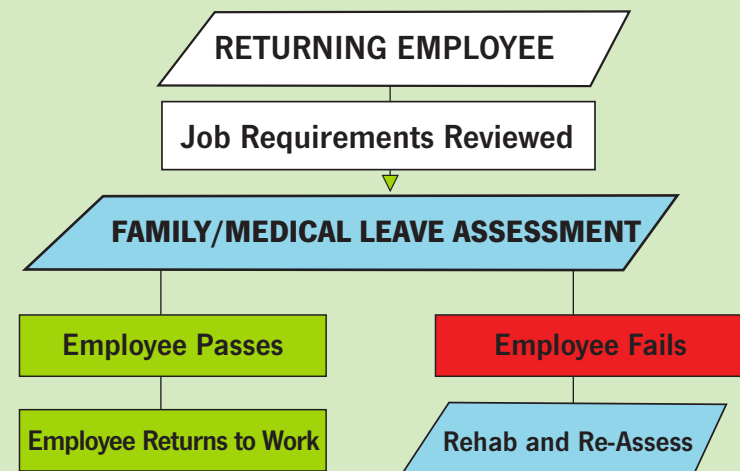 RETURNING EMPLOYEE
Job Requirements Reviewed
FAMILY/MEDICAL LEAVE ASSESSMENT
Employee Passes
Employee Fails
Employee Returns to Work
Rehab and Re-Assess